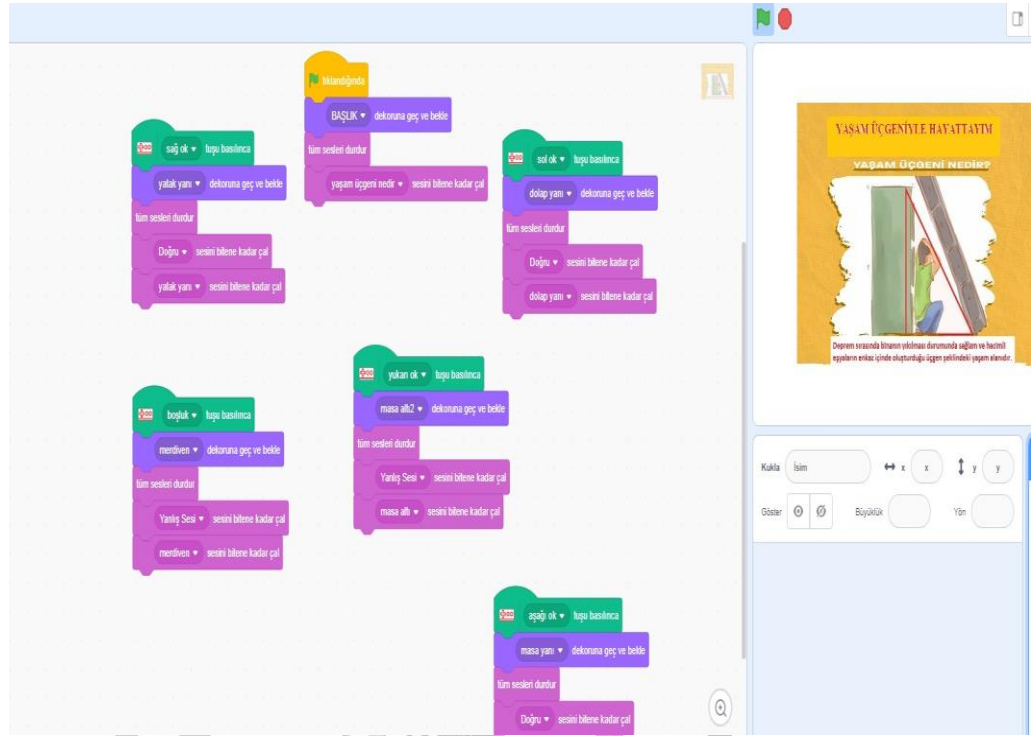 tıklandığında
BAŞLIK dekoruna geç ve bekle
tüm sesleri durdur
yaşam üçgeni nedir sesini bitene kadar çal
sağ ok tuşu basılınca
yatak yanı dekoruna geç ve bekle
tüm sesleri durdur
Doğru sesini bitene kadar çal
yatak yanı sesini bitene kadar çal
sol ok tuşu basılınca
dolap yanı dekoruna geç ve bekle
tüm sesleri durdur
Doğru sesini bitene kadar çal
dolap yanı sesini bitene kadar çal
yukarı ok tuşu basılınca
masa altı2 dekoruna geç ve bekle
tüm sesleri durdur
Yanlış Sesi sesini bitene kadar çal
masa altı sesini bitene kadar çal
boşluk tuşu basılınca
merdiven dekoruna geç ve bekle
tüm sesleri durdur
Yanlış Sesi sesini bitene kadar çal
merdiven sesini bitene kadar çal
aşağı ok tuşu basılınca
masa yanı dekoruna geç ve bekle
tüm sesleri durdur
Doğru sesini bitene kadar çal
YAŞAM ÜÇGENİYLE HAYATTAYIM
YAŞAM ÜÇGENİ NEDİR?
Deprem sırasında binanın yıkılması durumunda sağlam ve hacimli
eşyaların enkaz içinde oluşturduğu üçgen şeklindeki yaşam alanıdır.
Kukla İsim x x y y
Göster Büyüklük Yön